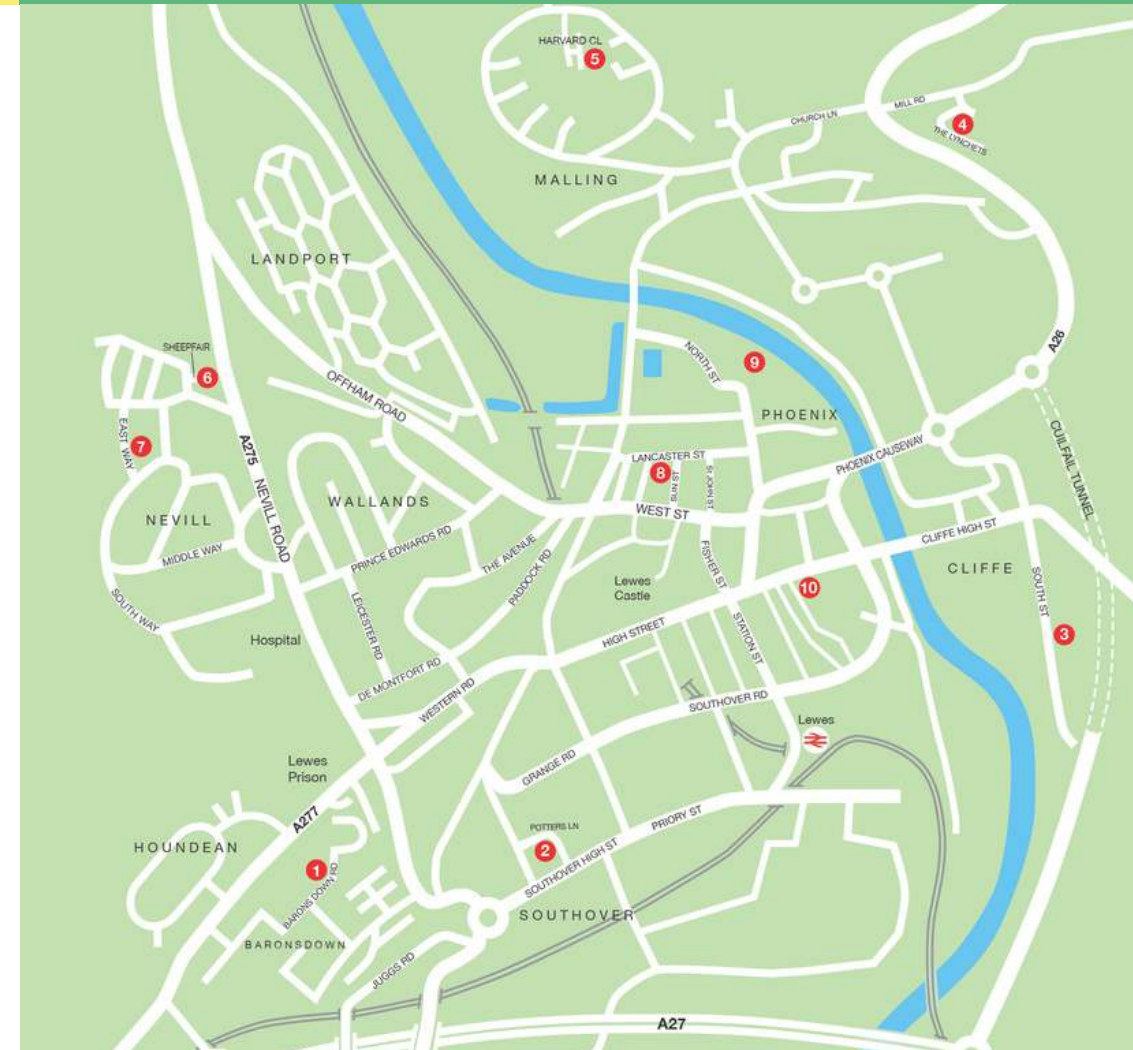 HARVARD CL
5
MILL RD
CHURCH LN
4
THE LYNCHETS
MALLING
LANDPORT
A26
SHEEPFAIR
6
NORTH ST
9
OFFHAM ROAD
PHOENIX
EAST WAY
7
A275
NEVILL ROAD
CUILFAIL TUNNEL
LANCASTER ST
8
SUN ST
ST JOHN ST
PHOENIX CAUSEWAY
WALLANDS
NEVILL
WEST ST
CLIFFE HIGH ST
MIDDLE WAY
PRINCE EDWARDS RD
THE AVENUE
PADDOCK RD
FISHER ST
CLIFFE
Lewes
Castle
10
SOUTH WAY
LEICESTER RD
SOUTH ST
3
Hospital
HIGH STREET
STATION ST
DE MONTFORT RD
WESTERN RD
SOUTHOVER RD
Lewes
Lewes
Prison
GRANGE RD
A277
POTTERS LN
PRIORY ST
2
SOUTHOVER HIGH ST
HOUNDEAN
1
BARONS DOWN RD
SOUTHOVER
BARONSDOWN
JUGGS RD
A27